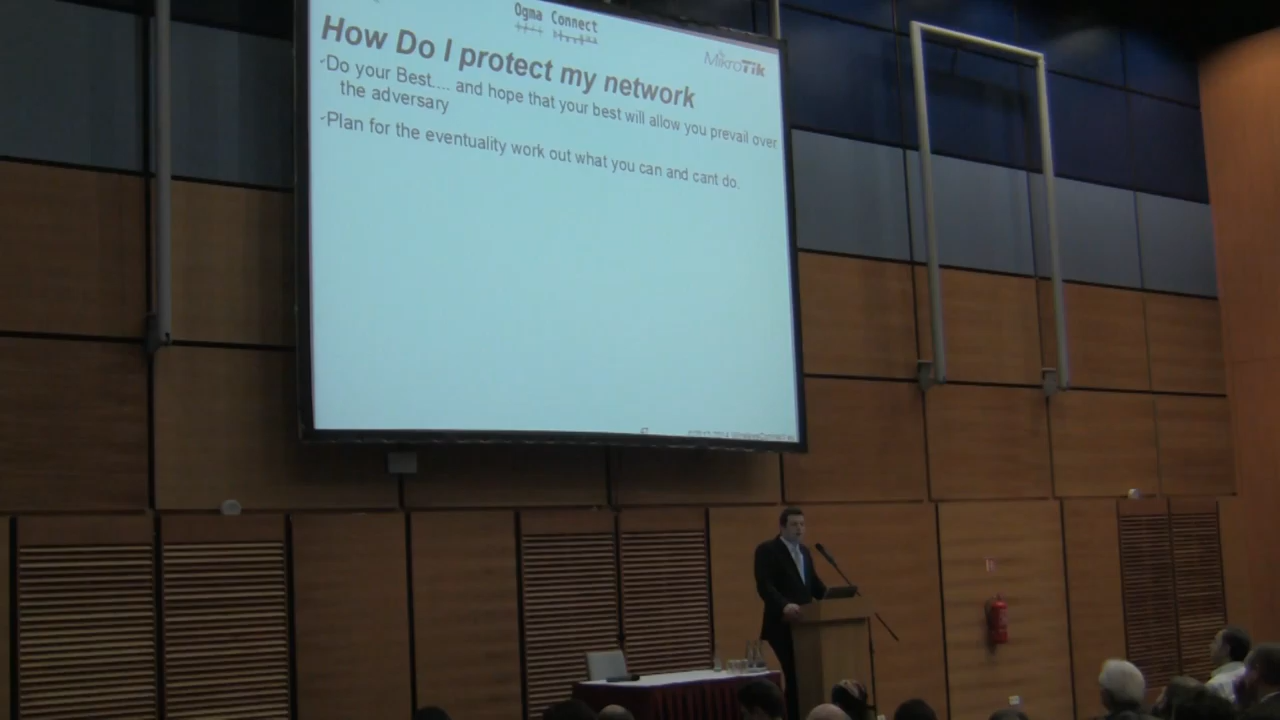 Ogma Connect
MikroTik
How Do I protect my network
Do your Best.... and hope that your best will allow you prevail over
the adversary
Plan for the eventuality work out what you can and cant do.